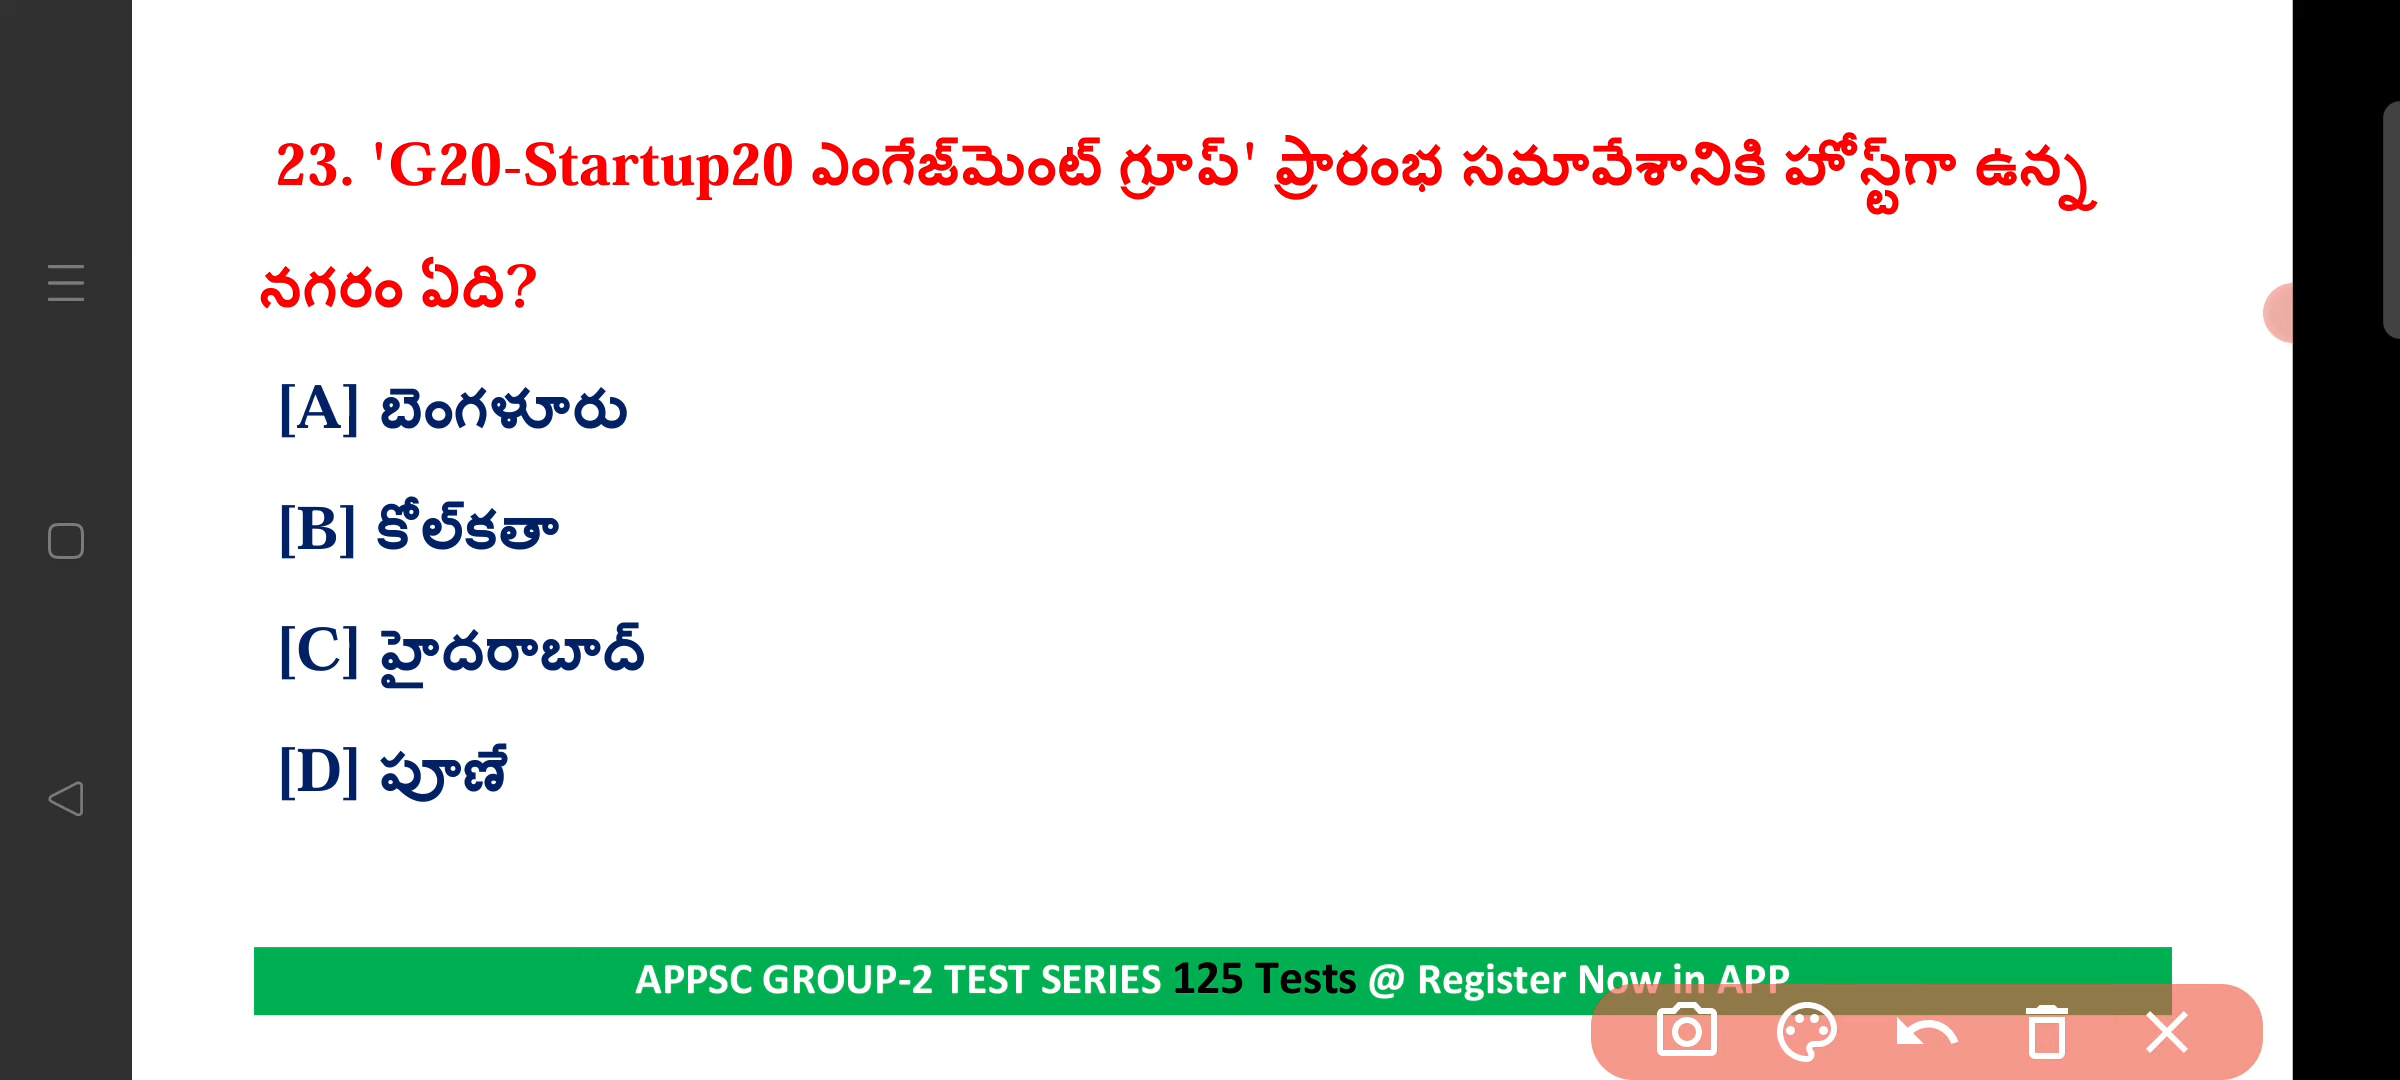 23. 'G20-Startup20 ఎంగేజ్‌మెంట్ గ్రూప్' ప్రారంభ సమావేశానికి హోస్ట్‌గా ఉన్న
నగరం ఏది?
[A] బెంగళూరు
[B] కోల్‌కతా
[C] హైదరాబాద్
[D] పూణే
APPSC GROUP-2 TEST SERIES 125 Tests @ Register Now in APP